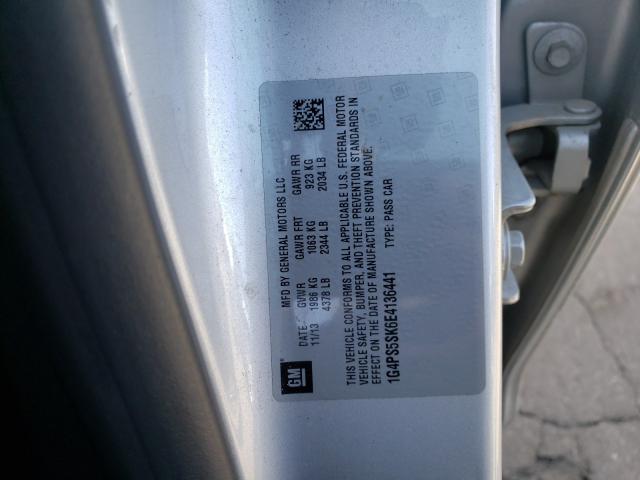 MFD BY GENERAL MOTORS LLC
DATE GVWR GAWR FRT GAWR RR
11/13 1986 KG 1063 KG 923 KG
4378 LB 2344 LB 2034 LB
THIS VEHICLE CONFORMS TO ALL APPLICABLE U.S. FEDERAL MOTOR
VEHICLE SAFETY, BUMPER, AND THEFT PREVENTION STANDARDS IN
EFFECT ON THE DATE OF MANUFACTURE SHOWN ABOVE.
1G4PS5SK6E4136441 TYPE: PASS CAR
GM